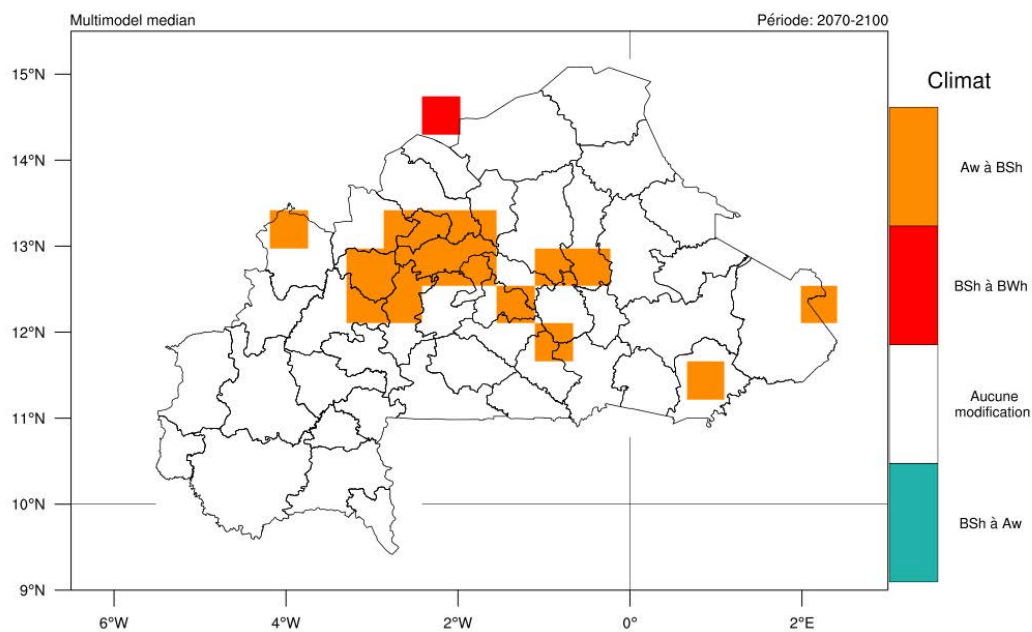 Multimodel median
Période: 2070-2100
15°N
14°N
13°N
12°N
11°N
10°N
9°N
6°W
4°W
2°W
0°
2°E
Climat
Aw à BSh
BSh à BWh
Aucune
modification
BSh à Aw